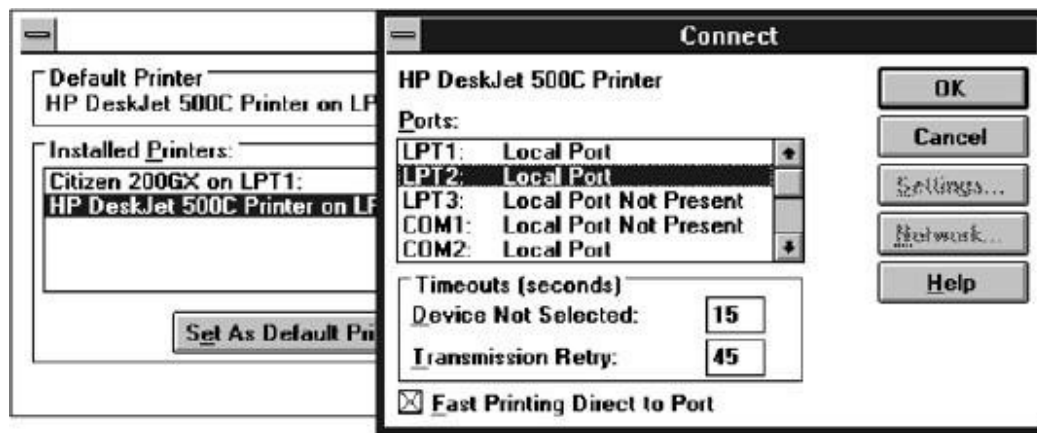 Default Printer
HP DeskJet 500C Printer on LP
Installed Printers:
Citizen 200GX on LPT1:
HP DeskJet 500C Printer on LP
Set As Default Pri
Connect
HP DeskJet 500C Printer
Ports:
LPT1: Local Port
LPT2: Local Port
LPT3: Local Port Not Present
COM1: Local Port Not Present
COM2: Local Port
Timeouts (seconds)
Device Not Selected: 15
Transmission Retry: 45
Fast Printing Direct to Port
OK
Cancel
Settings...
Network...
Help